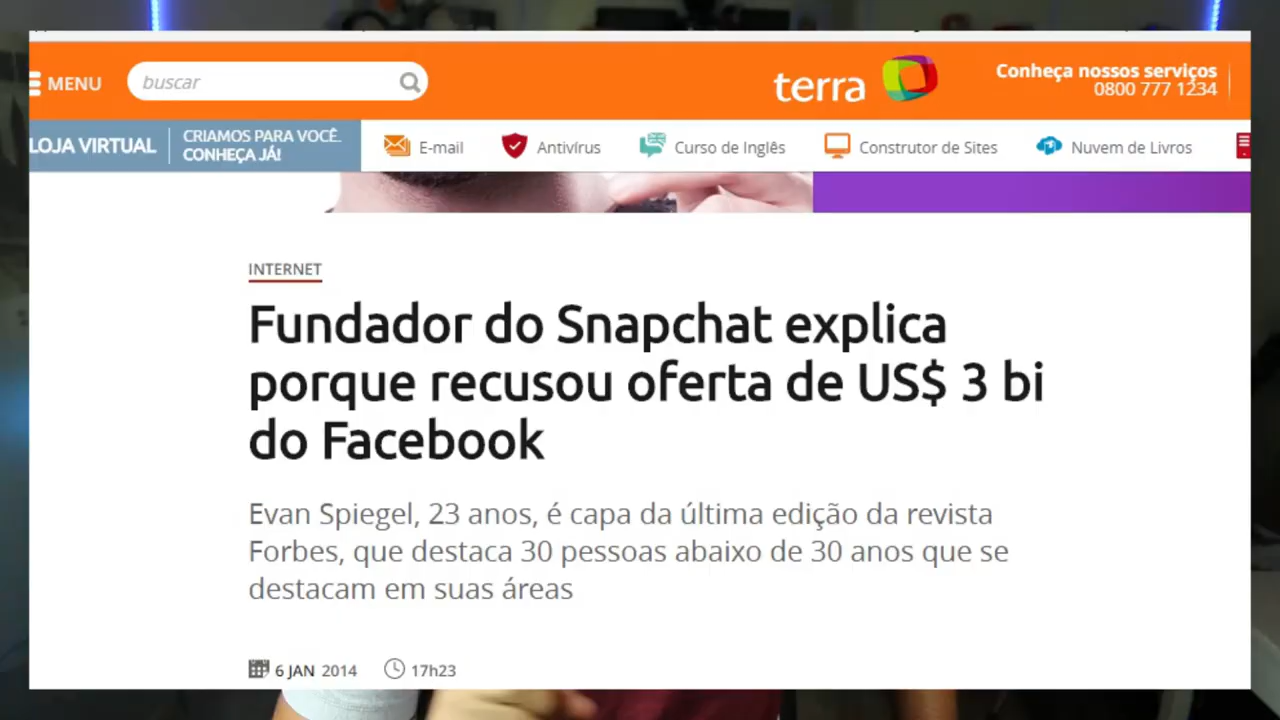 MENU
buscar
terra
Conheça nossos serviços
0800 777 1234
LOJA VIRTUAL
CRIAMOS PARA VOCÊ.
CONHEÇA JÁ!
E-mail
Antivírus
Curso de Inglês
Construtor de Sites
Nuvem de Livros
INTERNET
Fundador do Snapchat explica
porque recusou oferta de US$ 3 bi
do Facebook
Evan Spiegel, 23 anos, é capa da última edição da revista
Forbes, que destaca 30 pessoas abaixo de 30 anos que se
destacam em suas áreas
6 JAN 2014
17h23